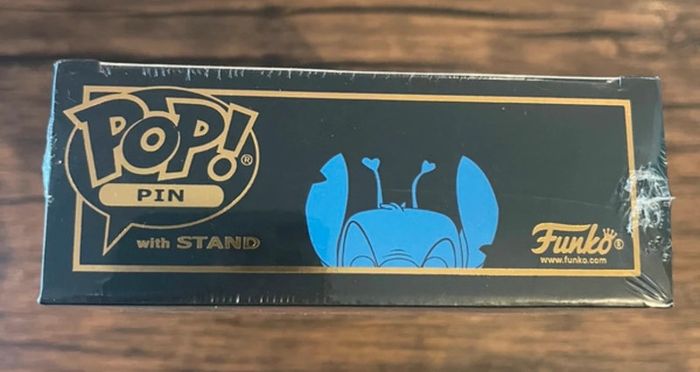 POP!®
PIN
with STAND
Funko®
www.funko.com